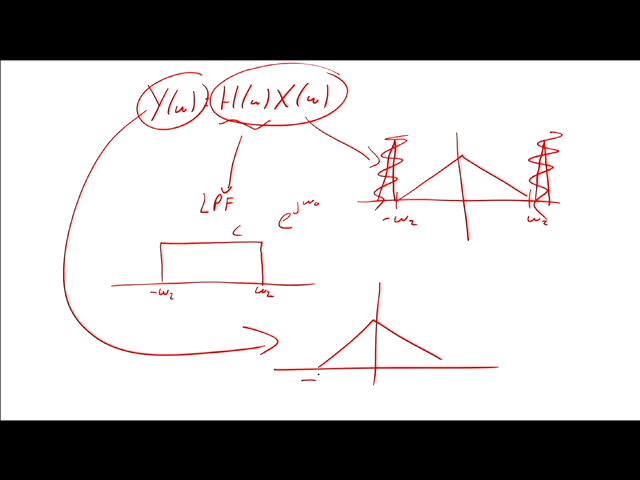 Y(ω) = H(ω) X(ω)
LPF
e^jω₀
c
-ω₂ ω₂
-ω₂ ω₂
-